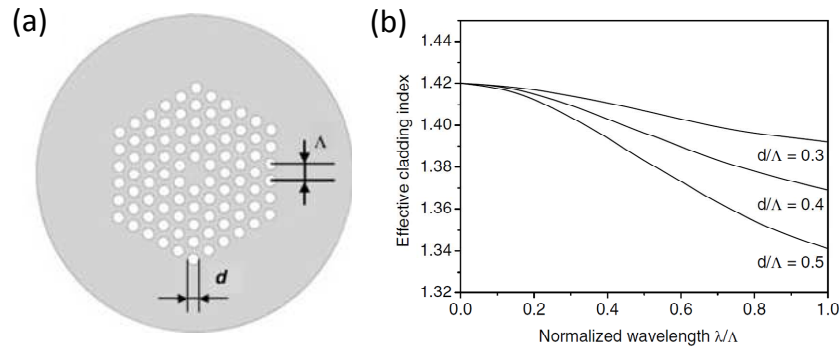 (a)
Λ
d
(b)
Effective cladding index
1.44
1.42
1.40
1.38
1.36
1.34
1.32
d/Λ = 0.3
d/Λ = 0.4
d/Λ = 0.5
0.0 0.2 0.4 0.6 0.8 1.0
Normalized wavelength λ/Λ